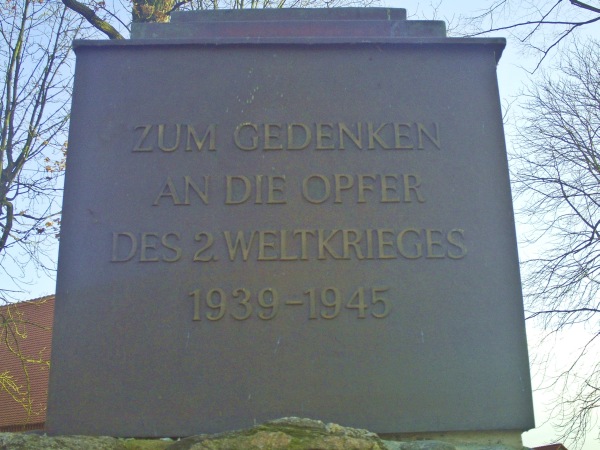 ZUM GEDENKEN
AN DIE OPFER
DES 2. WELTKRIEGES
1939-1945